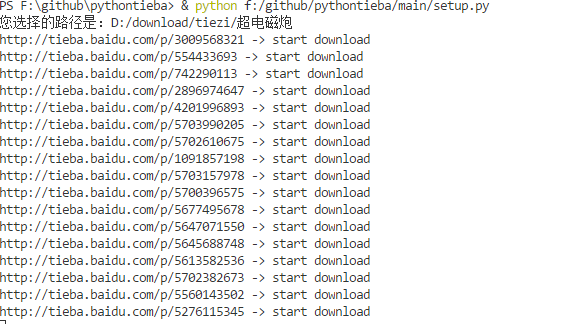 PS F:\github\pythontieba> & python f:/github/pythontieba/main/setup.py
您选择的路径是：D:/download/tiezi/超电磁炮
http://tieba.baidu.com/p/3009568321 -> start download
http://tieba.baidu.com/p/554433693 -> start download
http://tieba.baidu.com/p/742290113 -> start download
http://tieba.baidu.com/p/2896974647 -> start download
http://tieba.baidu.com/p/4201996893 -> start download
http://tieba.baidu.com/p/5703990205 -> start download
http://tieba.baidu.com/p/5702610675 -> start download
http://tieba.baidu.com/p/1091857198 -> start download
http://tieba.baidu.com/p/5703157978 -> start download
http://tieba.baidu.com/p/5700396575 -> start download
http://tieba.baidu.com/p/5677495678 -> start download
http://tieba.baidu.com/p/5647071550 -> start download
http://tieba.baidu.com/p/5645688748 -> start download
http://tieba.baidu.com/p/5613582536 -> start download
http://tieba.baidu.com/p/5702382673 -> start download
http://tieba.baidu.com/p/5560143502 -> start download
http://tieba.baidu.com/p/5276115345 -> start download